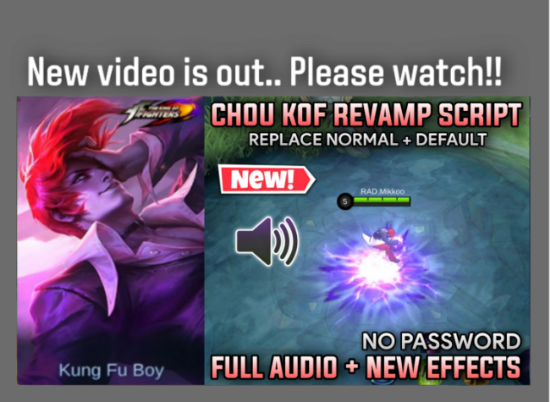 New video is out.. Please watch!!
THE KING OF
FIGHTERS
CHOU KOF REVAMP SCRIPT
REPLACE NORMAL + DEFAULT
New!
RAD.Mikkoo
5
NO PASSWORD
FULL AUDIO + NEW EFFECTS
Kung Fu Boy